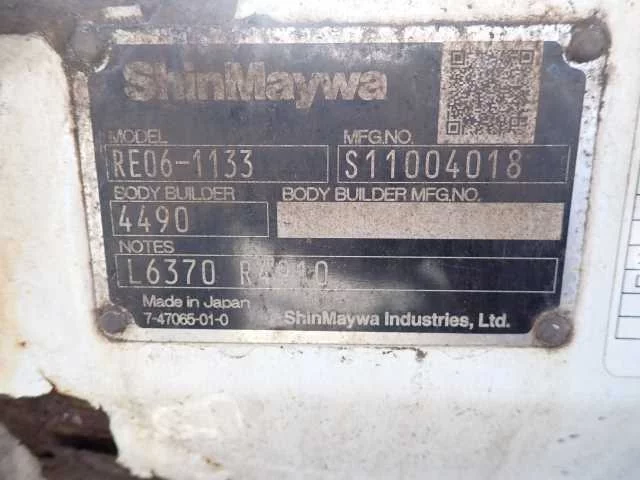 ShinMaywa
MODEL MFG.NO.
RE06-1133 S11004018
BODY BUILDER BODY BUILDER MFG.NO.
4490
NOTES
L6370 R4910
Made in Japan
7-47065-01-0 ShinMaywa Industries, Ltd.